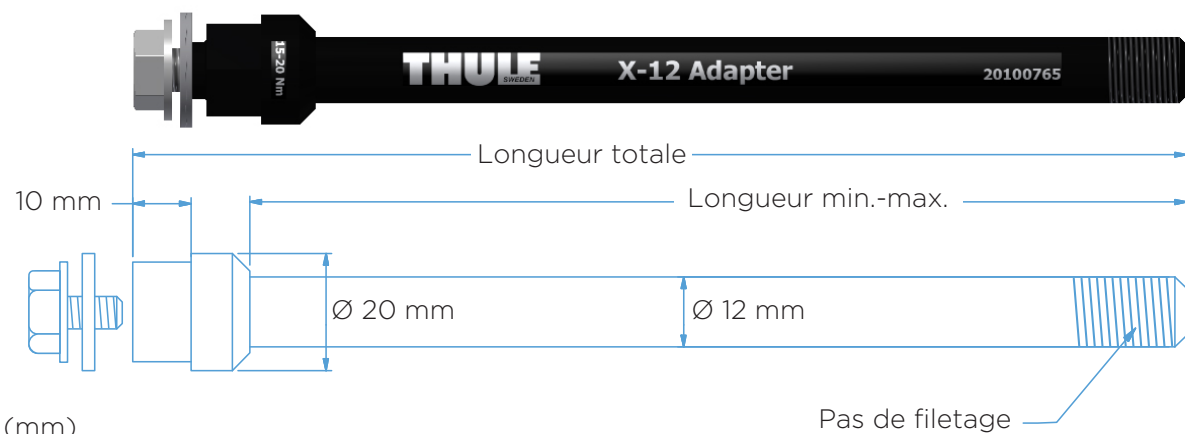 15-20 Nm
THULE
SWEDEN
X-12 Adapter
20100765
Longueur totale
10 mm
Longueur min.-max.
Ø 20 mm
Ø 12 mm
Pas de filetage
(mm)